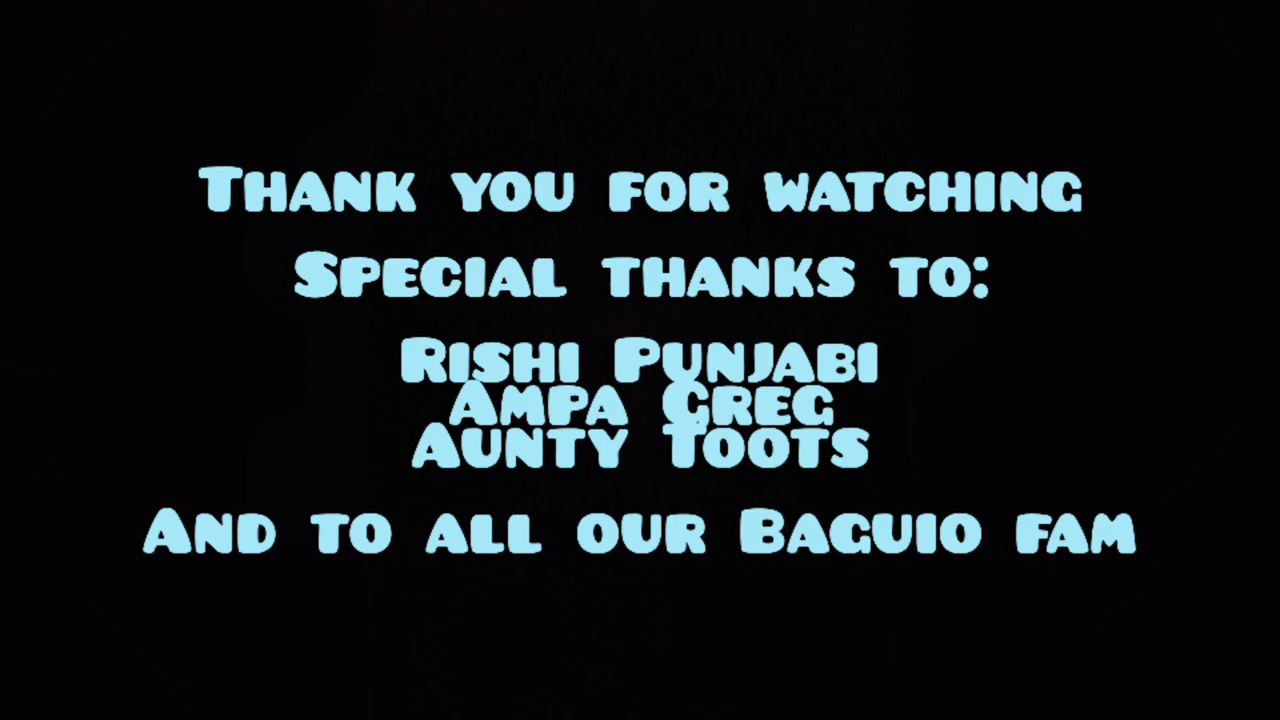 Thank you for watching
Special thanks to:
Rishi Punjabi
Ampa Greg
Aunty Toots
And to all our Baguio fam